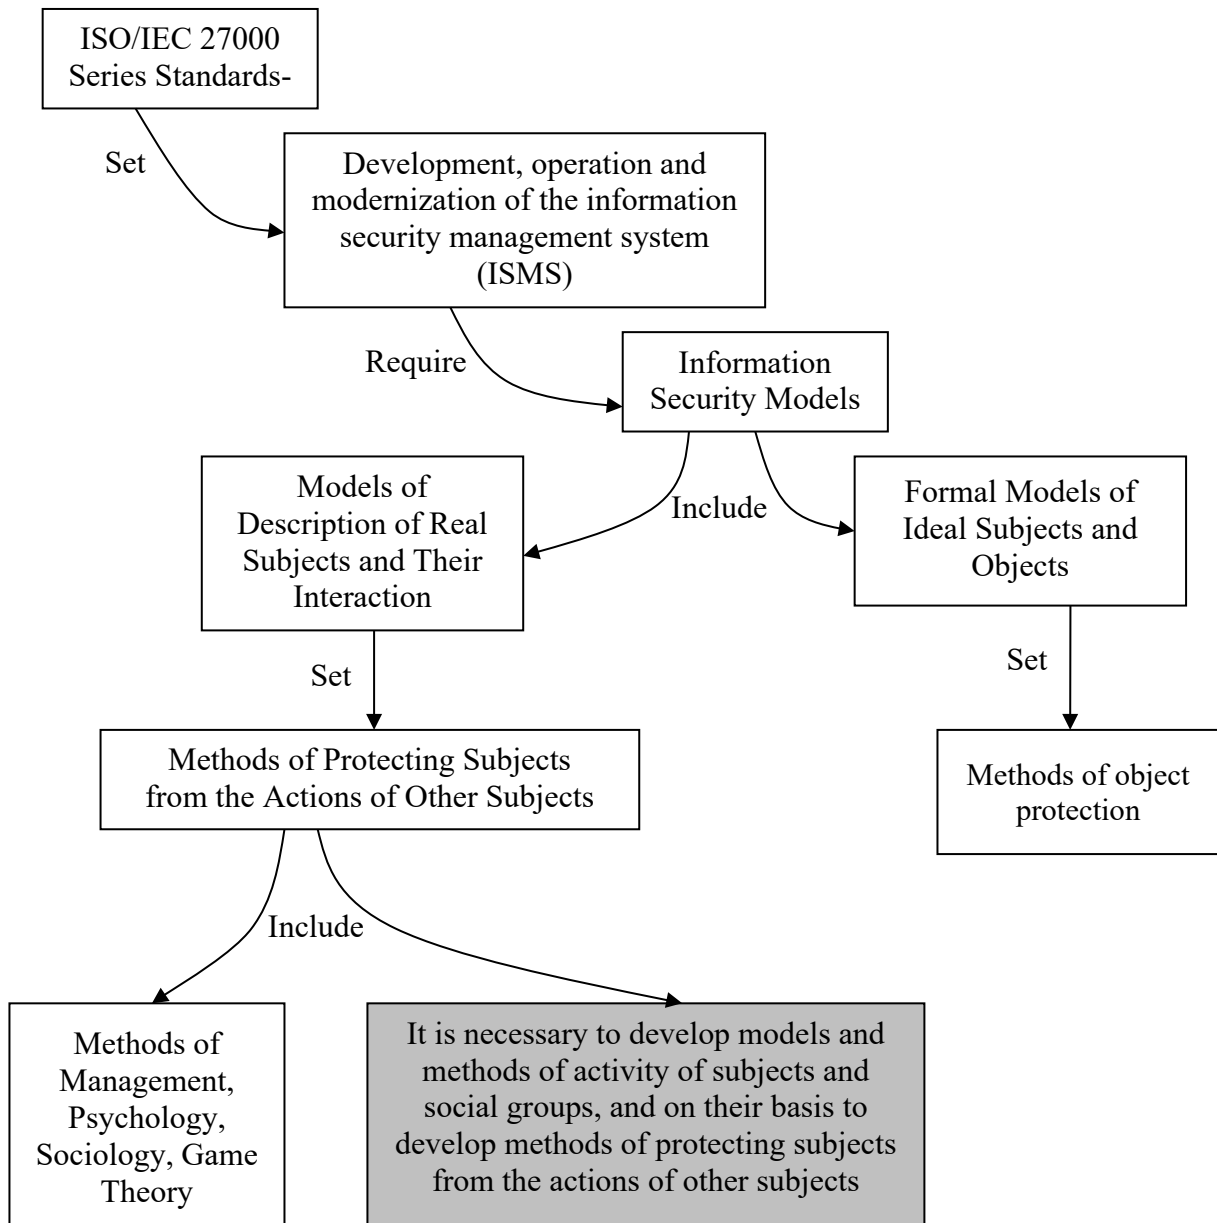 ISO/IEC 27000
Series Standards-
Set
Development, operation and
modernization of the information
security management system
(ISMS)
Require
Information
Security Models
Models of
Description of Real
Subjects and Their
Interaction
Include
Formal Models of
Ideal Subjects and
Objects
Set
Set
Methods of Protecting Subjects
from the Actions of Other Subjects
Methods of object
protection
Include
Methods of
Management,
Psychology,
Sociology, Game
Theory
It is necessary to develop models and
methods of activity of subjects and
social groups, and on their basis to
develop methods of protecting subjects
from the actions of other subjects